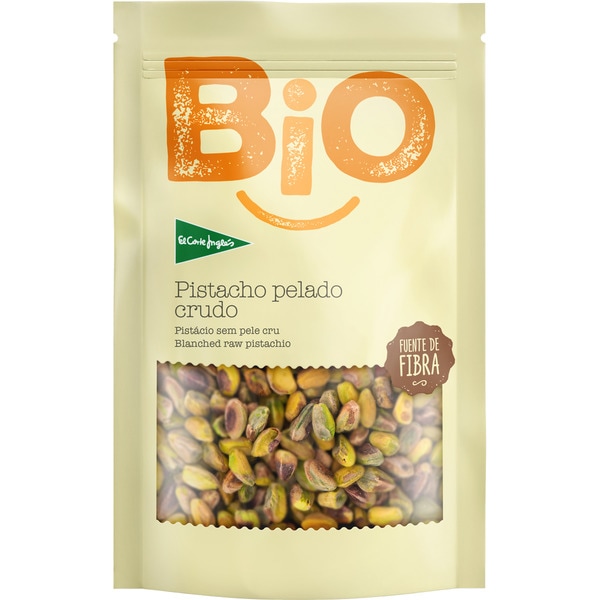 BiO
El Corte Inglés
Pistacho pelado
crudo
Pistácio sem pele cru
Blanched raw pistachio
FUENTE DE
FIBRA